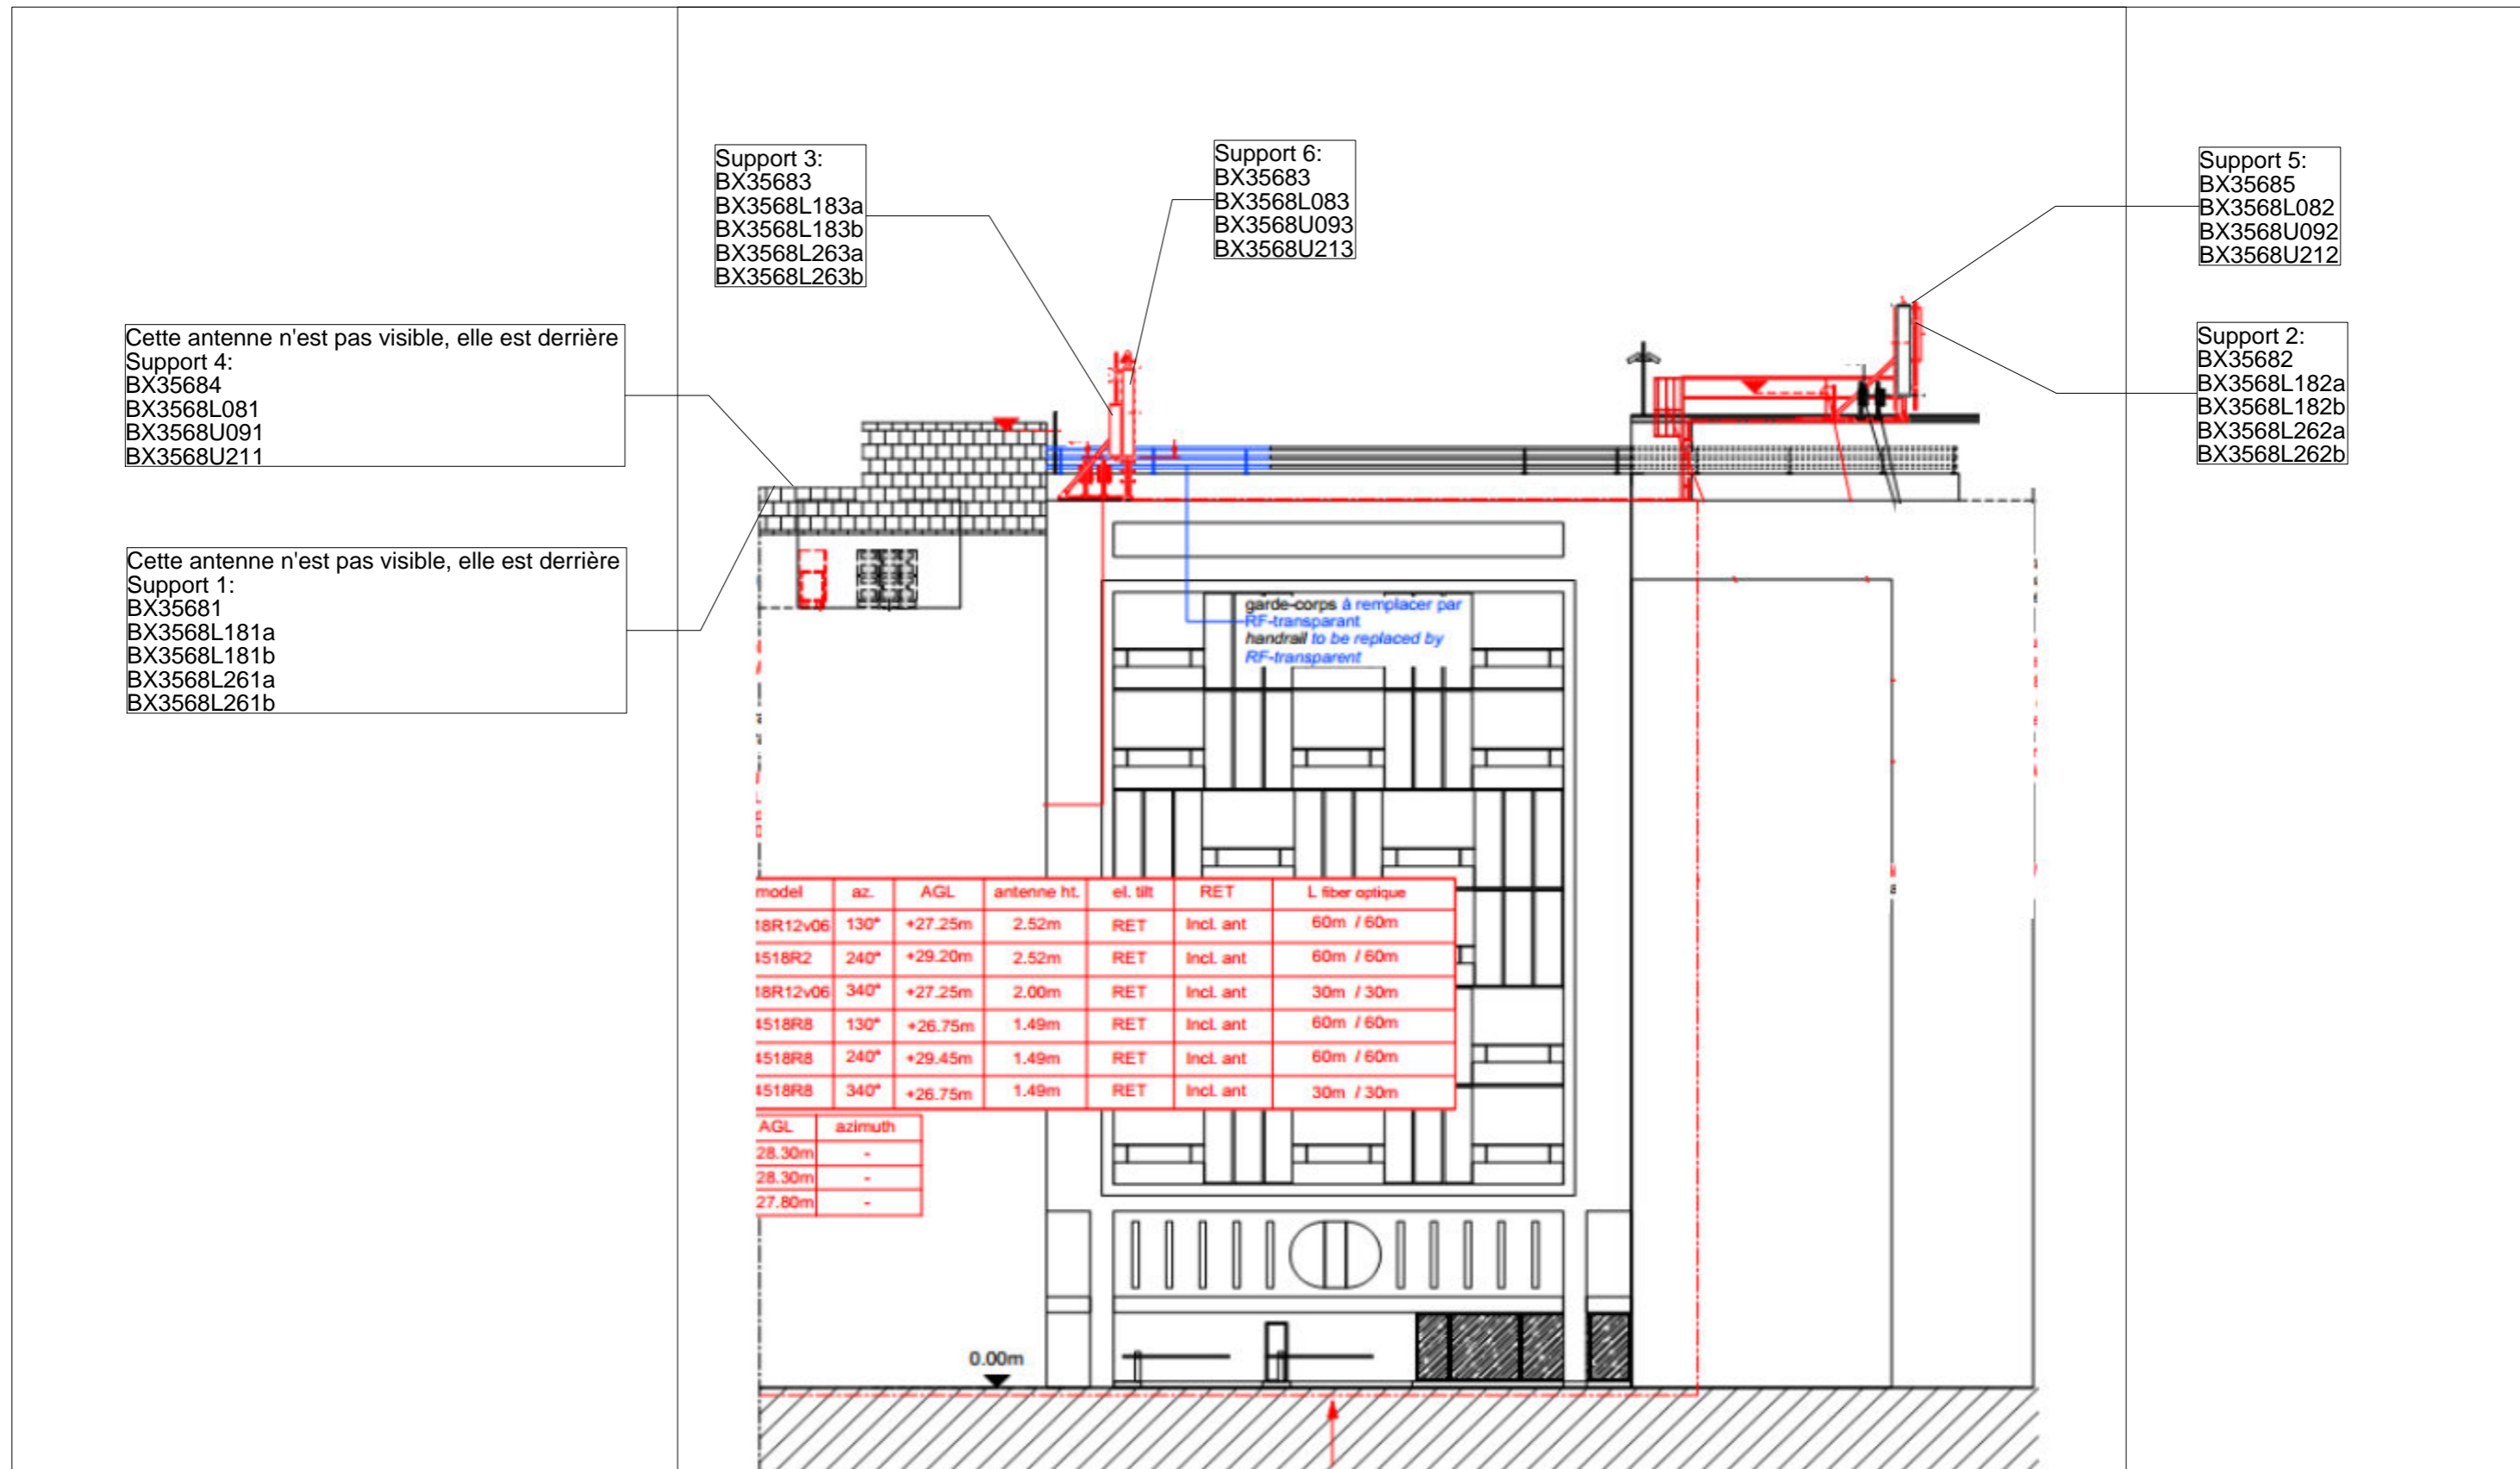 Support 3:
BX35683
BX3568L183a
BX3568L183b
BX3568L263a
BX3568L263b
Support 6:
BX35683
BX3568L083
BX3568U093
BX3568U213
Support 5:
BX35685
BX3568L082
BX3568U092
BX3568U212
Cette antenne n'est pas visible, elle est derrière
Support 4:
BX35684
BX3568L081
BX3568U091
BX3568U211
Support 2:
BX35682
BX3568L182a
BX3568L182b
BX3568L262a
BX3568L262b
Cette antenne n'est pas visible, elle est derrière
Support 1:
BX35681
BX3568L181a
BX3568L181b
BX3568L261a
BX3568L261b
garde-corps à remplacer par
RF-transparant
handrail to be replaced by
RF-transparent
model az. AGL antenne ht. el. tilt RET L fiber optique
18R12v06 130° +27.25m 2.52m RET Incl. ant 60m / 60m
4518R2 240° +29.20m 2.52m RET Incl. ant 60m / 60m
18R12v06 340° +27.25m 2.00m RET Incl. ant 30m / 30m
4518R8 130° +26.75m 1.49m RET Incl. ant 60m / 60m
4518R8 240° +29.45m 1.49m RET Incl. ant 60m / 60m
4518R8 340° +26.75m 1.49m RET Incl. ant 30m / 30m
AGL azimuth
28.30m -
28.30m -
27.80m -
0.00m